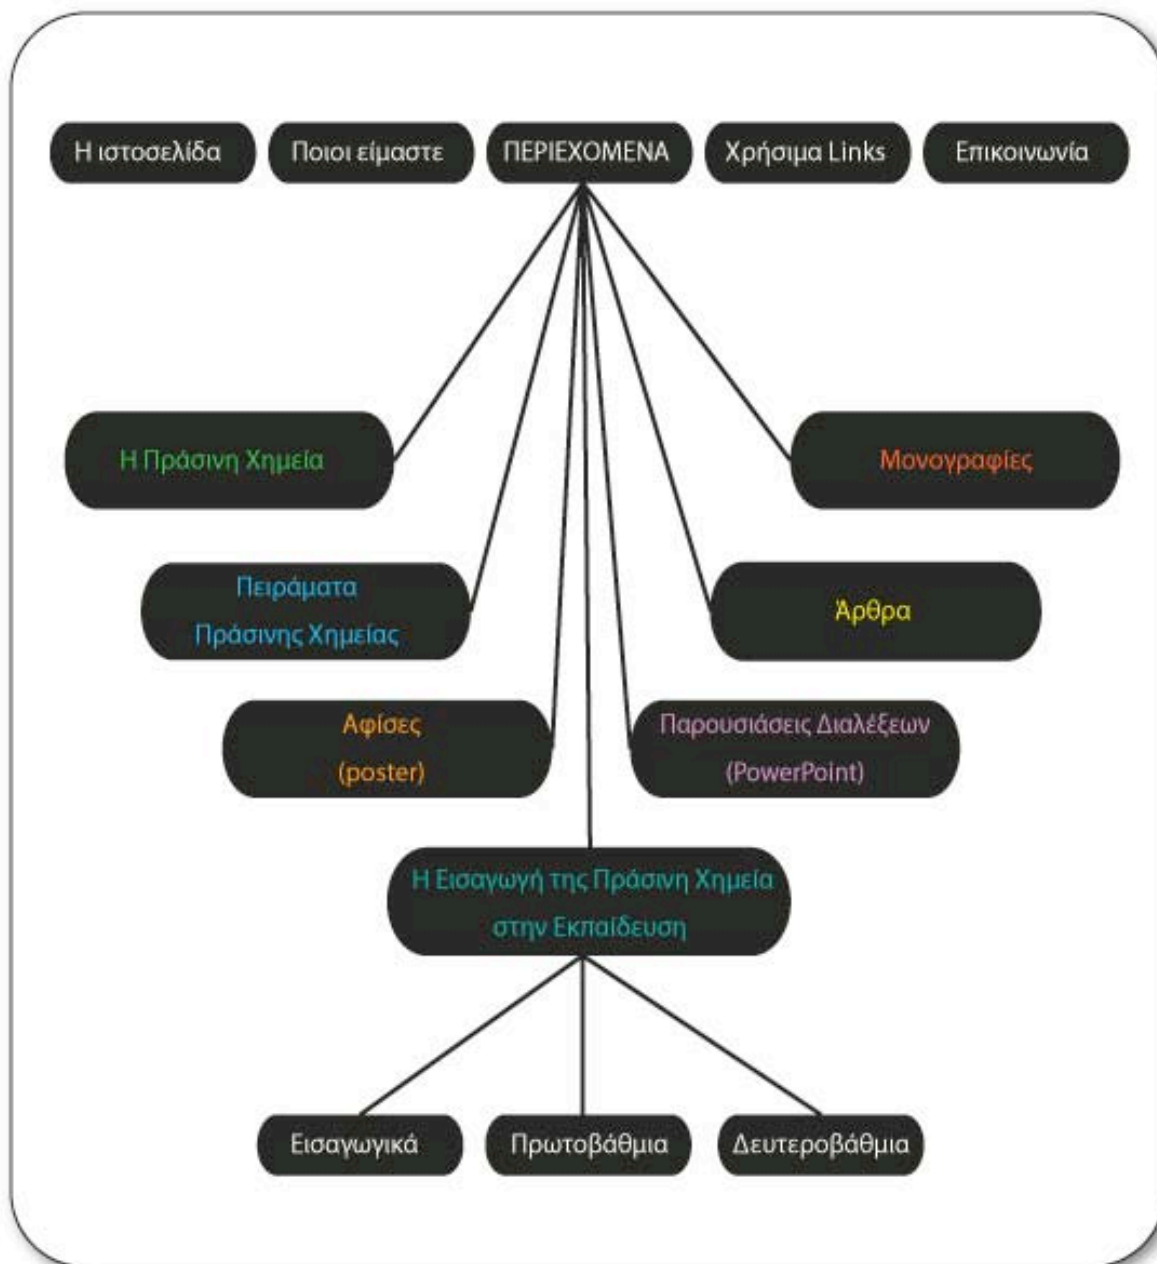 Η ιστοσελίδα
Ποιοι είμαστε
ΠΕΡΙΕΧΟΜΕΝΑ
Χρήσιμα Links
Επικοινωνία
Η Πράσινη Χημεία
Μονογραφίες
Πειράματα
Πράσινης Χημείας
Άρθρα
Αφίσες
(poster)
Παρουσιάσεις Διαλέξεων
(PowerPoint)
Η Εισαγωγή της Πράσινη Χημεία
στην Εκπαίδευση
Εισαγωγικά
Πρωτοβάθμια
Δευτεροβάθμια